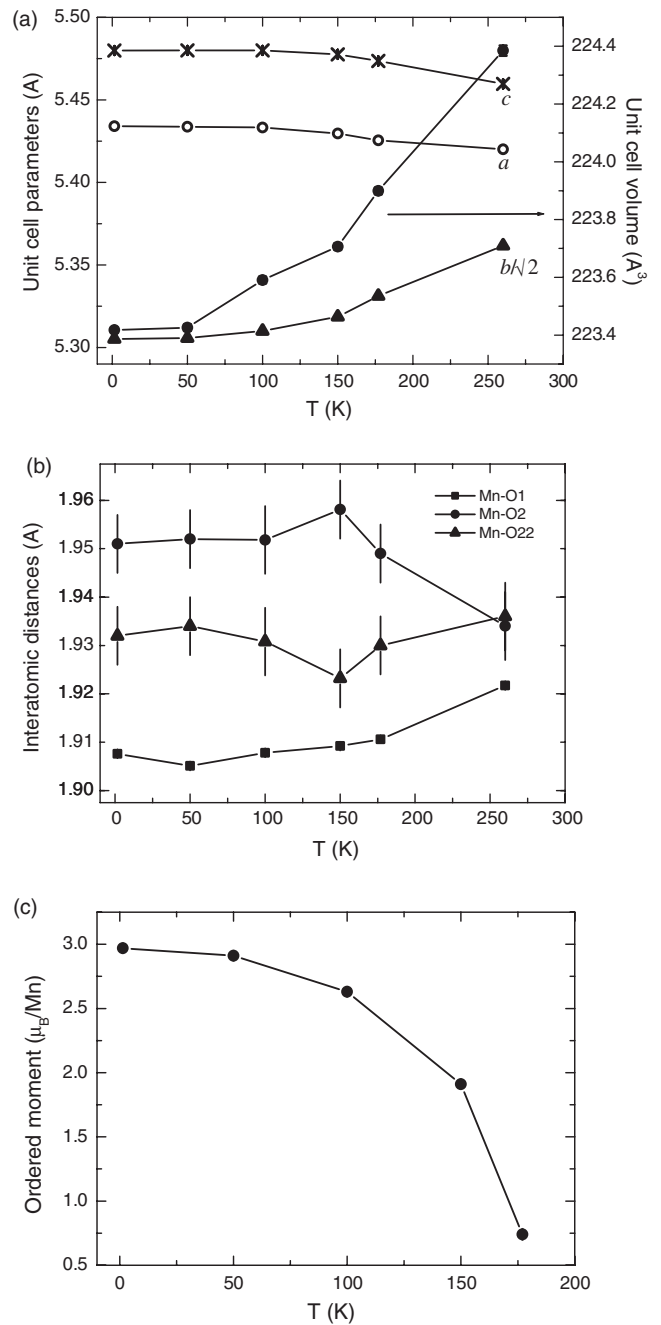 (a)
5.50
5.45
5.40
5.35
5.30
Unit cell parameters (A)
c
a
b/√2
224.4
224.2
224.0
223.8
223.6
223.4
Unit cell volume (A³)
0 50 100 150 200 250 300
T (K)
(b)
1.96
1.95
1.94
1.93
1.92
1.91
1.90
Interatomic distances (A)
Mn-O1
Mn-O2
Mn-O22
0 50 100 150 200 250 300
T (K)
(c)
3.0
2.5
2.0
1.5
1.0
0.5
Ordered moment (μB/Mn)
0 50 100 150 200
T (K)